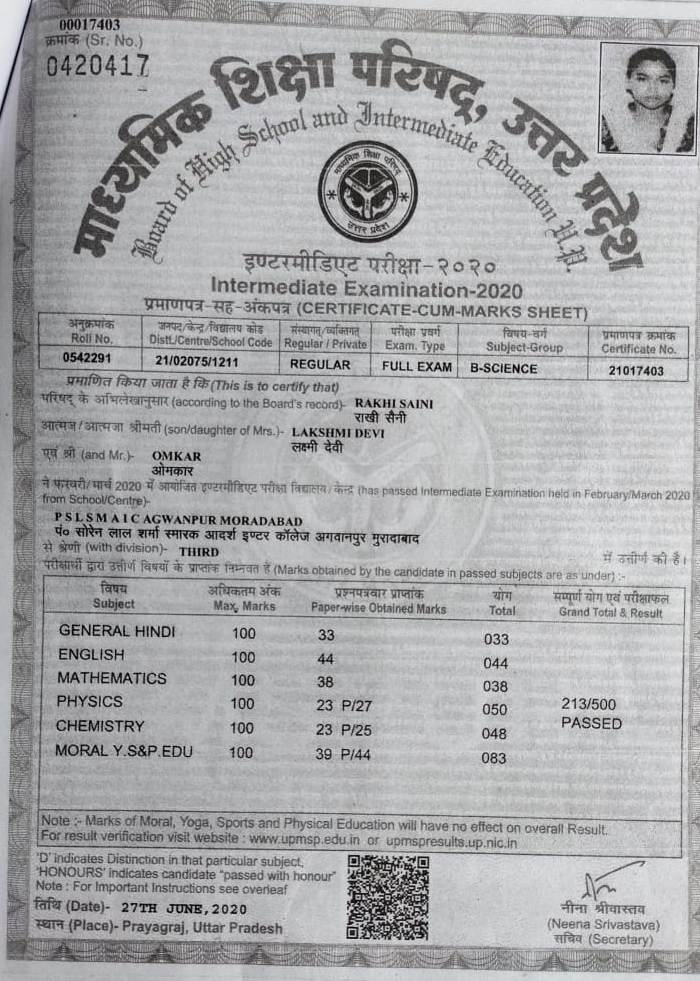 00017403
क्रमांक (Sr. No.)
0420417
माध्यमिक शिक्षा परिषद्, उत्तर प्रदेश
Board of High School and Intermediate Education U.P.
माध्यमिक शिक्षा परिषद्
उत्तर प्रदेश
इण्टरमीडिएट परीक्षा-२०२०
Intermediate Examination-2020
प्रमाणपत्र-सह-अंकपत्र (CERTIFICATE-CUM-MARKS SHEET)
अनुक्रमांक जनपद/केन्द्र/विद्यालय कोड संस्थागत/व्यक्तिगत परीक्षा प्रवर्ग विषय-वर्ग प्रमाणपत्र क्रमांक
Roll No. Distt./Centre/School Code Regular / Private Exam. Type Subject-Group Certificate No.
0542291 21/02075/1211 REGULAR FULL EXAM B-SCIENCE 21017403
प्रमाणित किया जाता है कि (This is to certify that)
परिषद् के अभिलेखानुसार (according to the Board's record)- RAKHI SAINI
राखी सैनी
आत्मज/आत्मजा श्रीमती (son/daughter of Mrs.)- LAKSHMI DEVI
लक्ष्मी देवी
एवं श्री (and Mr.)- OMKAR
ओमकार
ने फरवरी/मार्च 2020 में आयोजित इण्टरमीडिएट परीक्षा विद्यालय/केन्द्र (has passed Intermediate Examination held in February/March 2020
from School/Centre)-
P S L S M A I C AGWANPUR MORADABAD
पं० सोरेन लाल शर्मा स्मारक आदर्श इण्टर कॉलेज अगवानपुर मुरादाबाद
से श्रेणी (with division)- THIRD में उत्तीर्ण की है।
परीक्षार्थी द्वारा उत्तीर्ण विषयों के प्राप्तांक निम्नवत हैं (Marks obtained by the candidate in passed subjects are as under) :-
विषय अधिकतम अंक प्रश्नपत्रवार प्राप्तांक योग सम्पूर्ण योग एवं परीक्षाफल
Subject Max. Marks Paper-wise Obtained Marks Total Grand Total & Result
GENERAL HINDI 100 33 033
ENGLISH 100 44 044
MATHEMATICS 100 38 038
PHYSICS 100 23 P/27 050 213/500
CHEMISTRY 100 23 P/25 048 PASSED
MORAL Y.S&P.EDU 100 39 P/44 083
Note :- Marks of Moral, Yoga, Sports and Physical Education will have no effect on overall Result.
For result verification visit website : www.upmsp.edu.in or upmspresults.up.nic.in
'D' indicates Distinction in that particular subject,
'HONOURS' indicates candidate "passed with honour"
Note : For Important Instructions see overleaf
तिथि (Date)- 27TH JUNE, 2020
स्थान (Place)- Prayagraj, Uttar Pradesh
नीना श्रीवास्तव
(Neena Srivastava)
सचिव (Secretary)